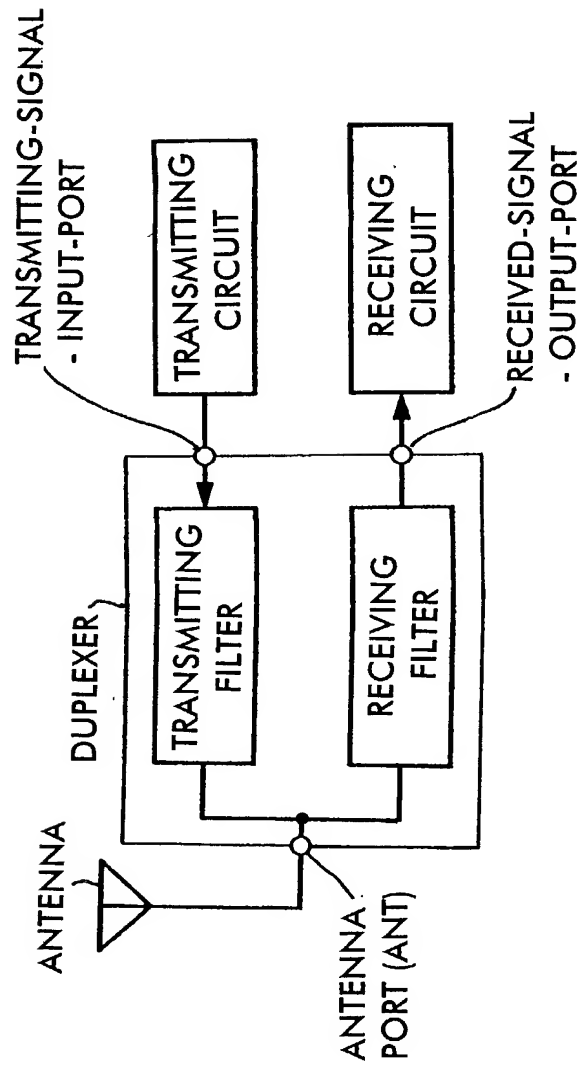 ANTENNA
DUPLEXER
TRANSMITTING-SIGNAL
- INPUT-PORT
TRANSMITTING
FILTER
TRANSMITTING
CIRCUIT
RECEIVING
FILTER
RECEIVING
CIRCUIT
ANTENNA
PORT (ANT)
RECEIVED-SIGNAL
- OUTPUT-PORT